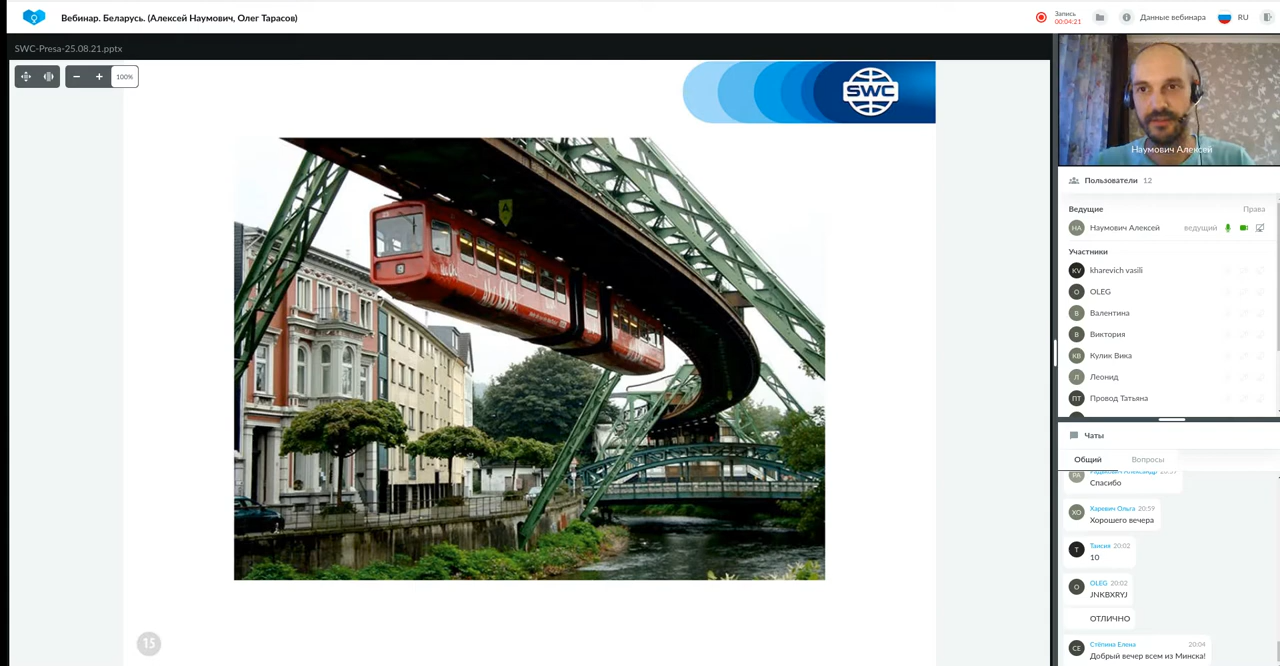 Вебинар. Беларусь. (Алексей Наумович, Олег Тарасов)
Запись
00:04:21
Данные вебинара
RU
SWC-Presa-25.08.21.pptx
100%
SWC
A
9
15
Наумович Алексей
Пользователи 12
Ведущие Права
НА Наумович Алексей ведущий
Участники
KV kharevich vasili
O OLEG
В Валентина
В Виктория
КВ Кулик Вика
Л Леонид
ПТ Провод Татьяна
Чаты
Общий Вопросы
Спасибо
ХО Харевич Ольга 20:59
Хорошего вечера
Т Таисия 20:02
10
O OLEG 20:02
JNKBXRYJ
ОТЛИЧНО
СЕ Стёпина Елена 20:04
Добрый вечер всем из Минска!